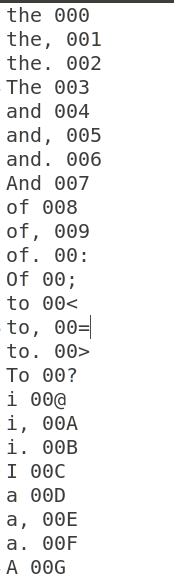 the 000
the, 001
the. 002
The 003
and 004
and, 005
and. 006
And 007
of 008
of, 009
of. 00:
Of 00;
to 00<
to, 00=
to. 00>
To 00?
i 00@
i, 00A
i. 00B
I 00C
a 00D
a, 00E
a. 00F
A 00G